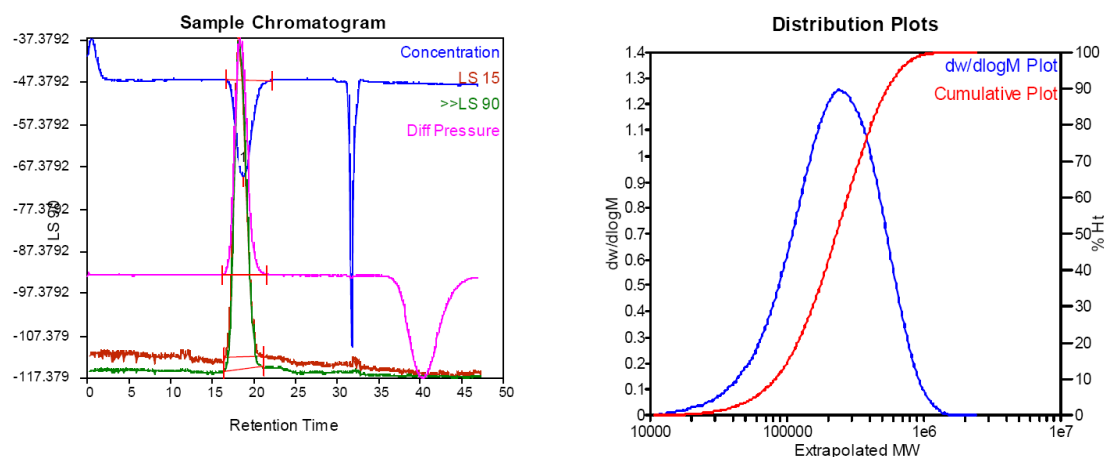 Sample Chromatogram
-37.3792
-47.3792
-57.3792
-67.3792
-77.3792
-87.3792
-97.3792
-107.379
-117.379
Concentration
LS 15
>>LS 90
Diff Pressure
1
0 5 10 15 20 25 30 35 40 45 50
Retention Time
Distribution Plots
dw/dlogM
1.4
1.3
1.2
1.1
1
0.9
0.8
0.7
0.6
0.5
0.4
0.3
0.2
0.1
0
dw/dlogM Plot
Cumulative Plot
100
90
80
70
60
50
40
30
20
10
0
% Ht
10000 100000 1e6 1e7
Extrapolated MW